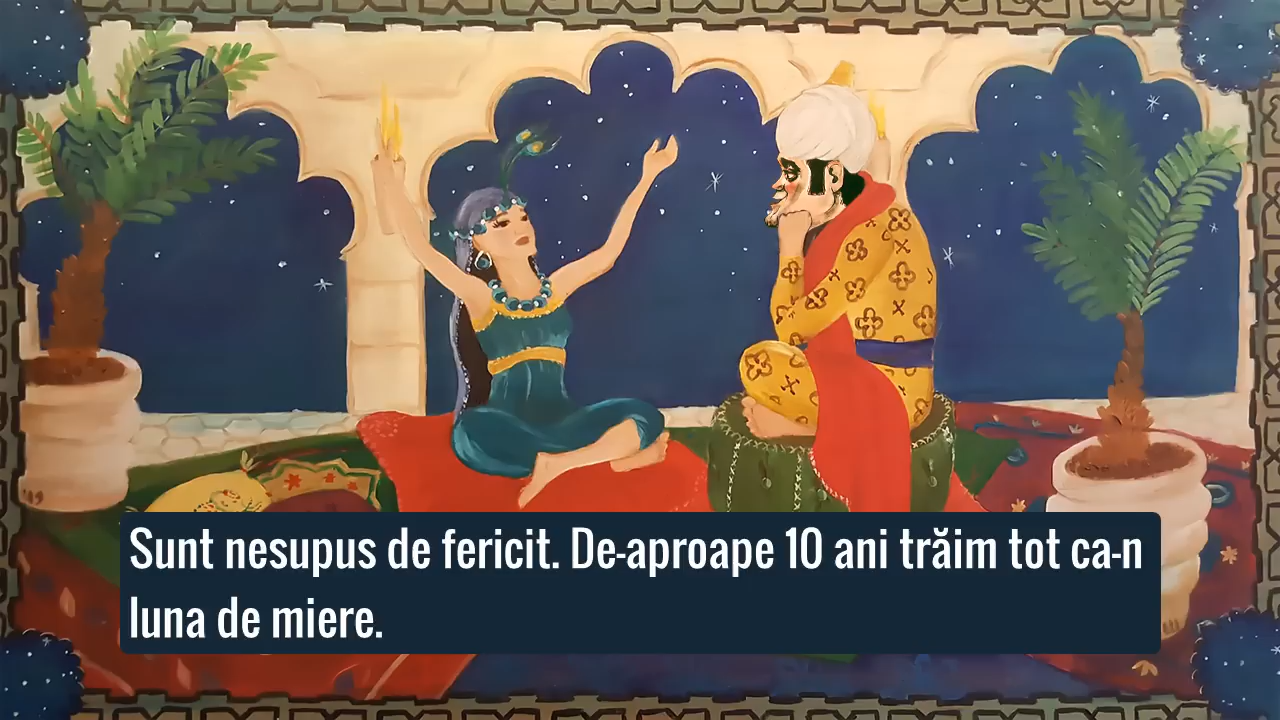 Sunt nesupus de fericit. De-aproape 10 ani trăim tot ca-n
luna de miere.